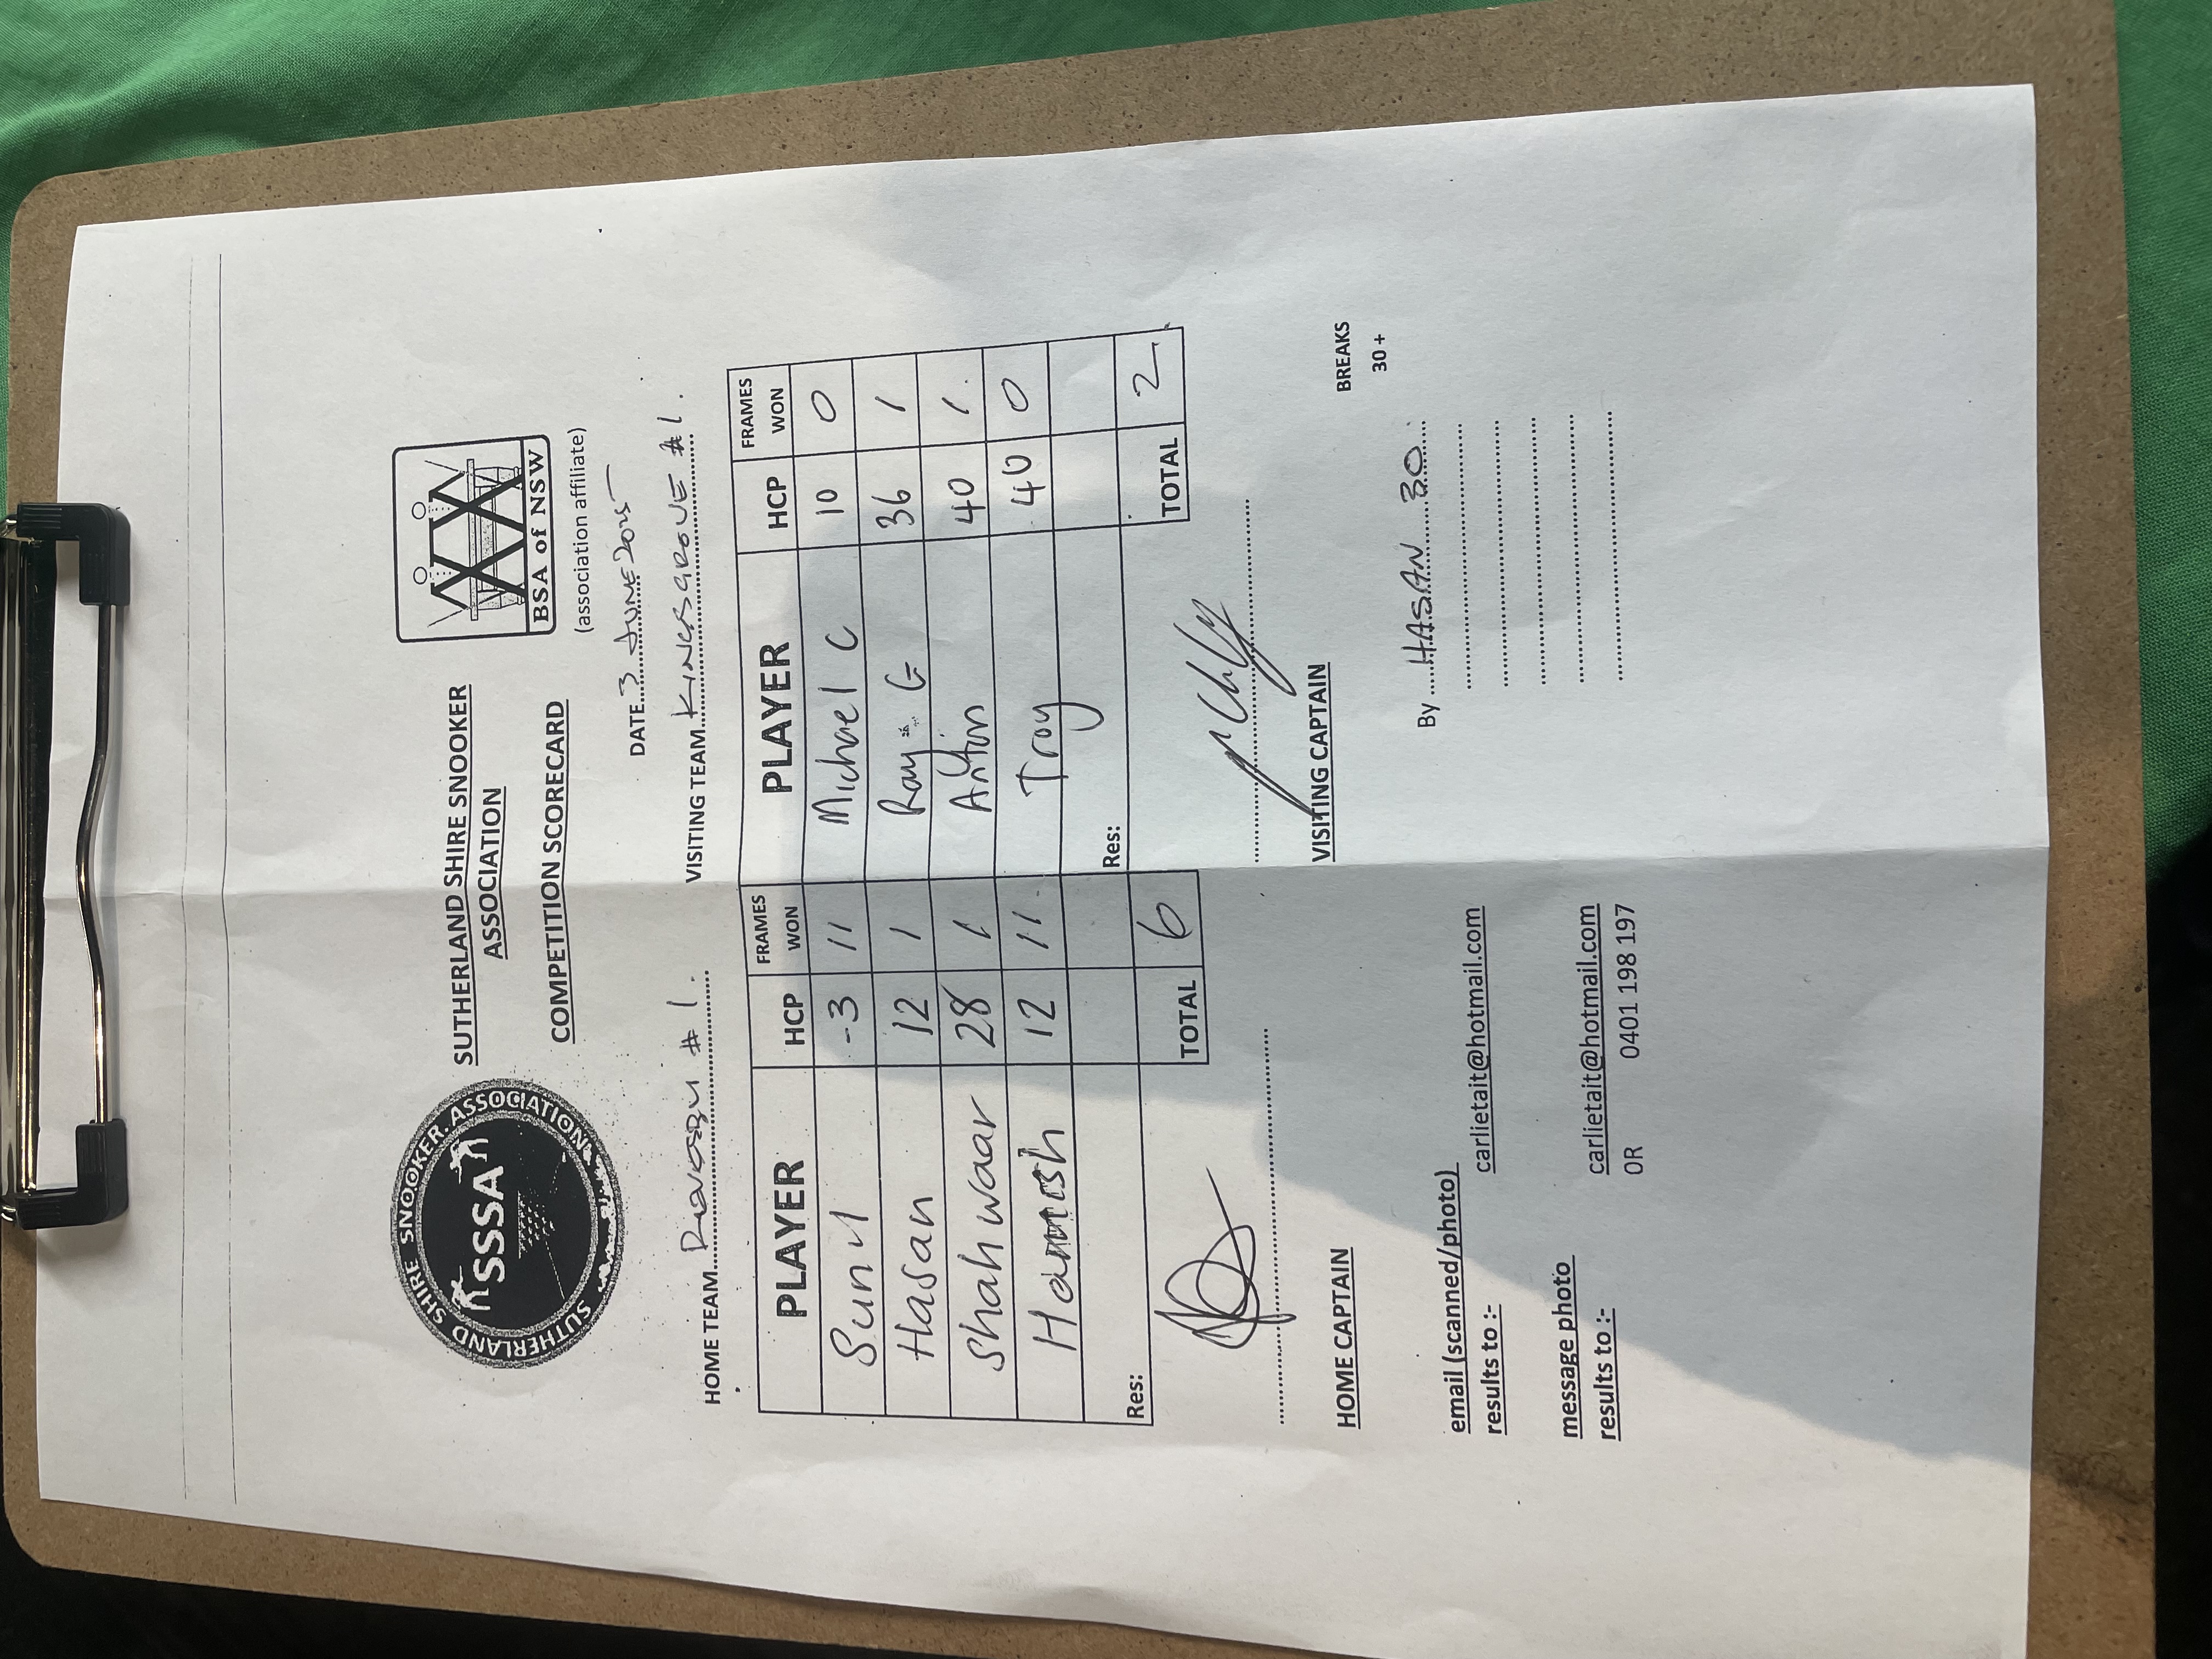 SUTHERLAND SHIRE SNOOKER ASSOCIATION
SSSA
SUTHERLAND SHIRE SNOOKER
ASSOCIATION
COMPETITION SCORECARD
BSA of NSW
(association affiliate)
DATE 3 JUNE 2025
HOME TEAM # 1. VISITING TEAM KINGSGROVE #1.
PLAYER HCP FRAMES WON PLAYER HCP FRAMES WON
Sunil -3 11 Michael C 10 0
Hasan 12 1 Ray G 36 1
Shahwaar 28 1 Anton 40 1.
Hamish 12 11. Troy 40 0
Res: Res:
TOTAL 6 TOTAL 2
HOME CAPTAIN VISITING CAPTAIN
BREAKS
30 +
By HASAN 30.
email (scanned/photo)
results to :- carlietait@hotmail.com
message photo
results to :- carlietait@hotmail.com
OR 0401 198 197